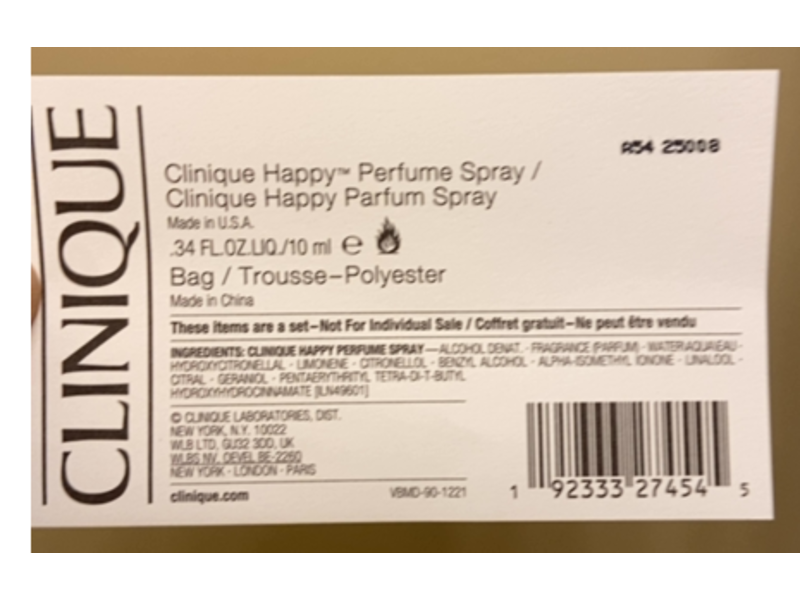 CLINIQUE
A54 25008
Clinique Happy™ Perfume Spray /
Clinique Happy Parfum Spray
Made in U.S.A.
.34 FL.OZ.LIQ./10 ml ℮
Bag / Trousse–Polyester
Made in China
These items are a set–Not For Individual Sale / Coffret gratuit–Ne peut être vendu
INGREDIENTS: CLINIQUE HAPPY PERFUME SPRAY—ALCOHOL DENAT. · FRAGRANCE (PARFUM) · WATER\AQUA\EAU ·
HYDROXYCITRONELLAL · LIMONENE · CITRONELLOL · BENZYL ALCOHOL · ALPHA-ISOMETHYL IONONE · LINALOOL ·
CITRAL · GERANIOL · PENTAERYTHRITYL TETRA-DI-T-BUTYL
HYDROXYHYDROCINNAMATE [ILN49601]
© CLINIQUE LABORATORIES, DIST.
NEW YORK, N.Y. 10022
WLB LTD, GU32 3DD, UK
WLBS NV, OEVEL BE-2260
NEW YORK · LONDON · PARIS
clinique.com
VBMD-90-1221
1 92333 27454 5